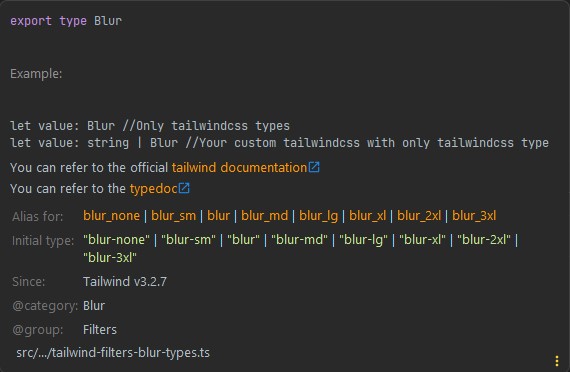 export type Blur
Example:
let value: Blur //Only tailwindcss types
let value: string | Blur //Your custom tailwindcss with only tailwindcss type
You can refer to the official tailwind documentation
You can refer to the typedoc
Alias for: blur_none | blur_sm | blur | blur_md | blur_lg | blur_xl | blur_2xl | blur_3xl
Initial type: "blur-none" | "blur-sm" | "blur" | "blur-md" | "blur-lg" | "blur-xl" | "blur-2xl" |
"blur-3xl"
Since: Tailwind v3.2.7
@category: Blur
@group: Filters
src/.../tailwind-filters-blur-types.ts